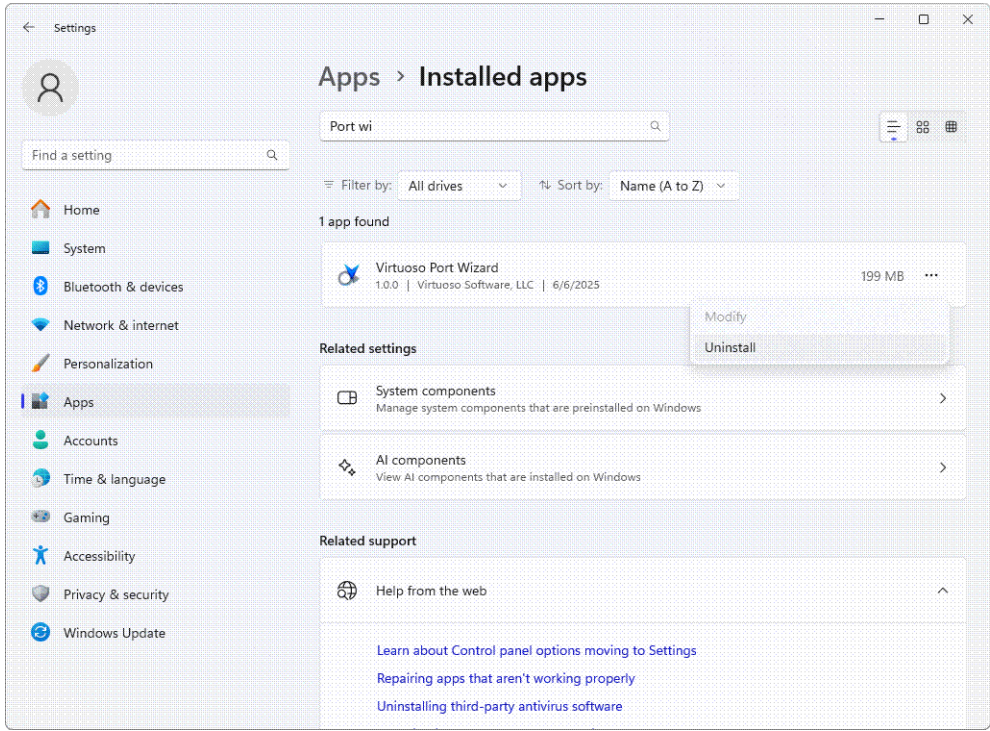 Settings
Apps > Installed apps
Port wi
Find a setting
Filter by: All drives Sort by: Name (A to Z)
1 app found
Home
System
Bluetooth & devices
Network & internet
Personalization
Apps
Accounts
Time & language
Gaming
Accessibility
Privacy & security
Windows Update
Virtuoso Port Wizard
1.0.0 | Virtuoso Software, LLC | 6/6/2025
199 MB
Modify
Uninstall
Related settings
System components
Manage system components that are preinstalled on Windows
AI components
View AI components that are installed on Windows
Related support
Help from the web
Learn about Control panel options moving to Settings
Repairing apps that aren't working properly
Uninstalling third-party antivirus software